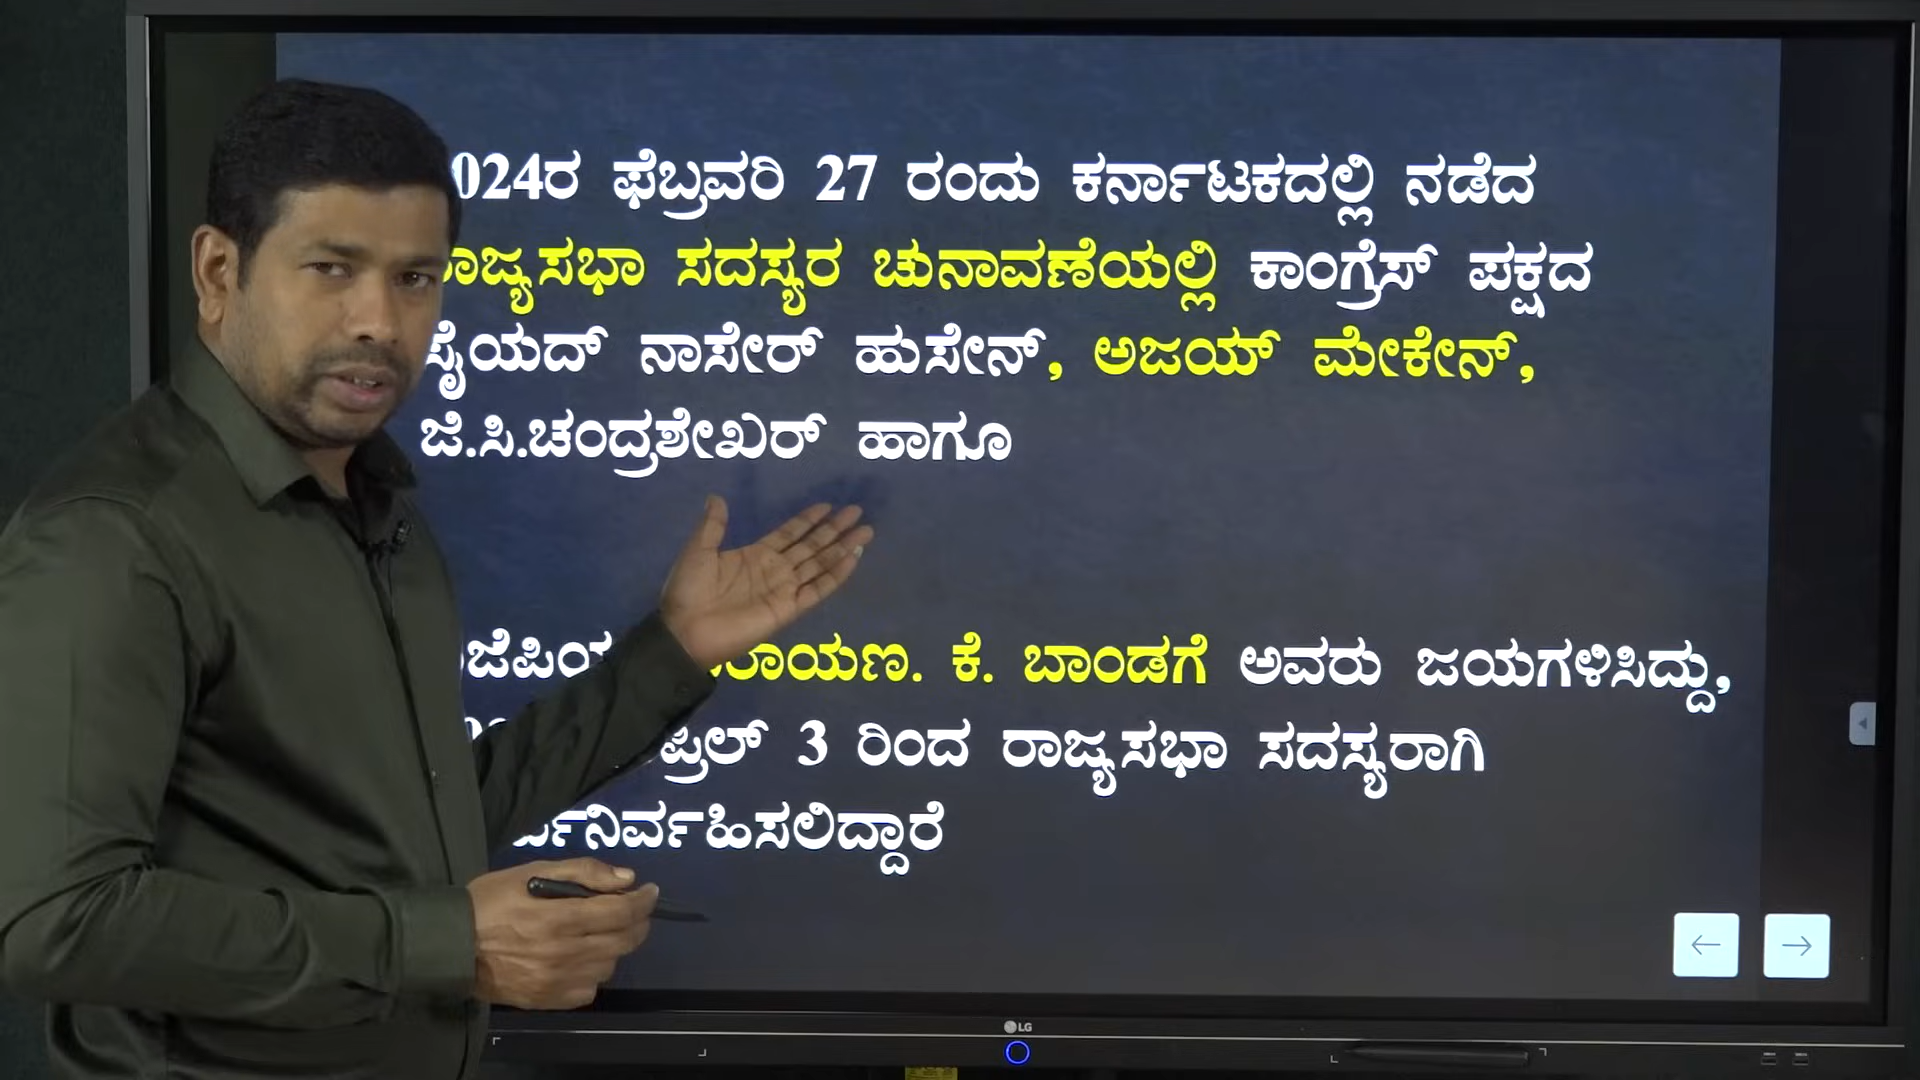 024ರ ಫೆಬ್ರವರಿ 27 ರಂದು ಕರ್ನಾಟಕದಲ್ಲಿ ನಡೆದ
ರಾಜ್ಯಸಭಾ ಸದಸ್ಯರ ಚುನಾವಣೆಯಲ್ಲಿ ಕಾಂಗ್ರೆಸ್ ಪಕ್ಷದ
ಸೈಯದ್ ನಾಸೇರ್ ಹುಸೇನ್, ಅಜಯ್ ಮೇಕೇನ್,
ಜಿ.ಸಿ.ಚಂದ್ರಶೇಖರ್ ಹಾಗೂ
ರಾಯಣ. ಕೆ. ಬಾಂಡಗೆ ಅವರು ಜಯಗಳಿಸಿದ್ದು,
3 ರಿಂದ ರಾಜ್ಯಸಭಾ ಸದಸ್ಯರಾಗಿ
ನಿರ್ವಹಿಸಲಿದ್ದಾರೆ
LG